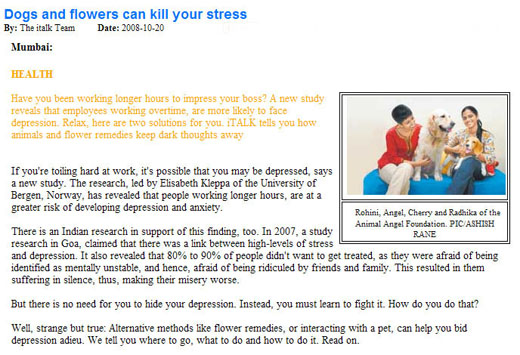 Dogs and flowers can kill your stress
By: The italk Team Date: 2008-10-20
Mumbai:
HEALTH
Have you been working longer hours to impress your boss? A new study
reveals that employees working overtime, are more likely to face
depression. Relax, here are two solutions for you. iTALK tells you how
animals and flower remedies keep dark thoughts away
Rohini, Angel, Cherry and Radhika of the
Animal Angel Foundation. PIC/ASHISH
RANE
If you're toiling hard at work, it's possible that you may be depressed, says
a new study. The research, led by Elisabeth Kleppa of the University of
Bergen, Norway, has revealed that people working longer hours, are at a
greater risk of developing depression and anxiety.
There is an Indian research in support of this finding, too. In 2007, a study
research in Goa, claimed that there was a link between high-levels of stress
and depression. It also revealed that 80% to 90% of people didn't want to get treated, as they were afraid of being
identified as mentally unstable, and hence, afraid of being ridiculed by friends and family. This resulted in them
suffering in silence, thus, making their misery worse.
But there is no need for you to hide your depression. Instead, you must learn to fight it. How do you do that?
Well, strange but true: Alternative methods like flower remedies, or interacting with a pet, can help you bid
depression adieu. We tell you where to go, what to do and how to do it. Read on.